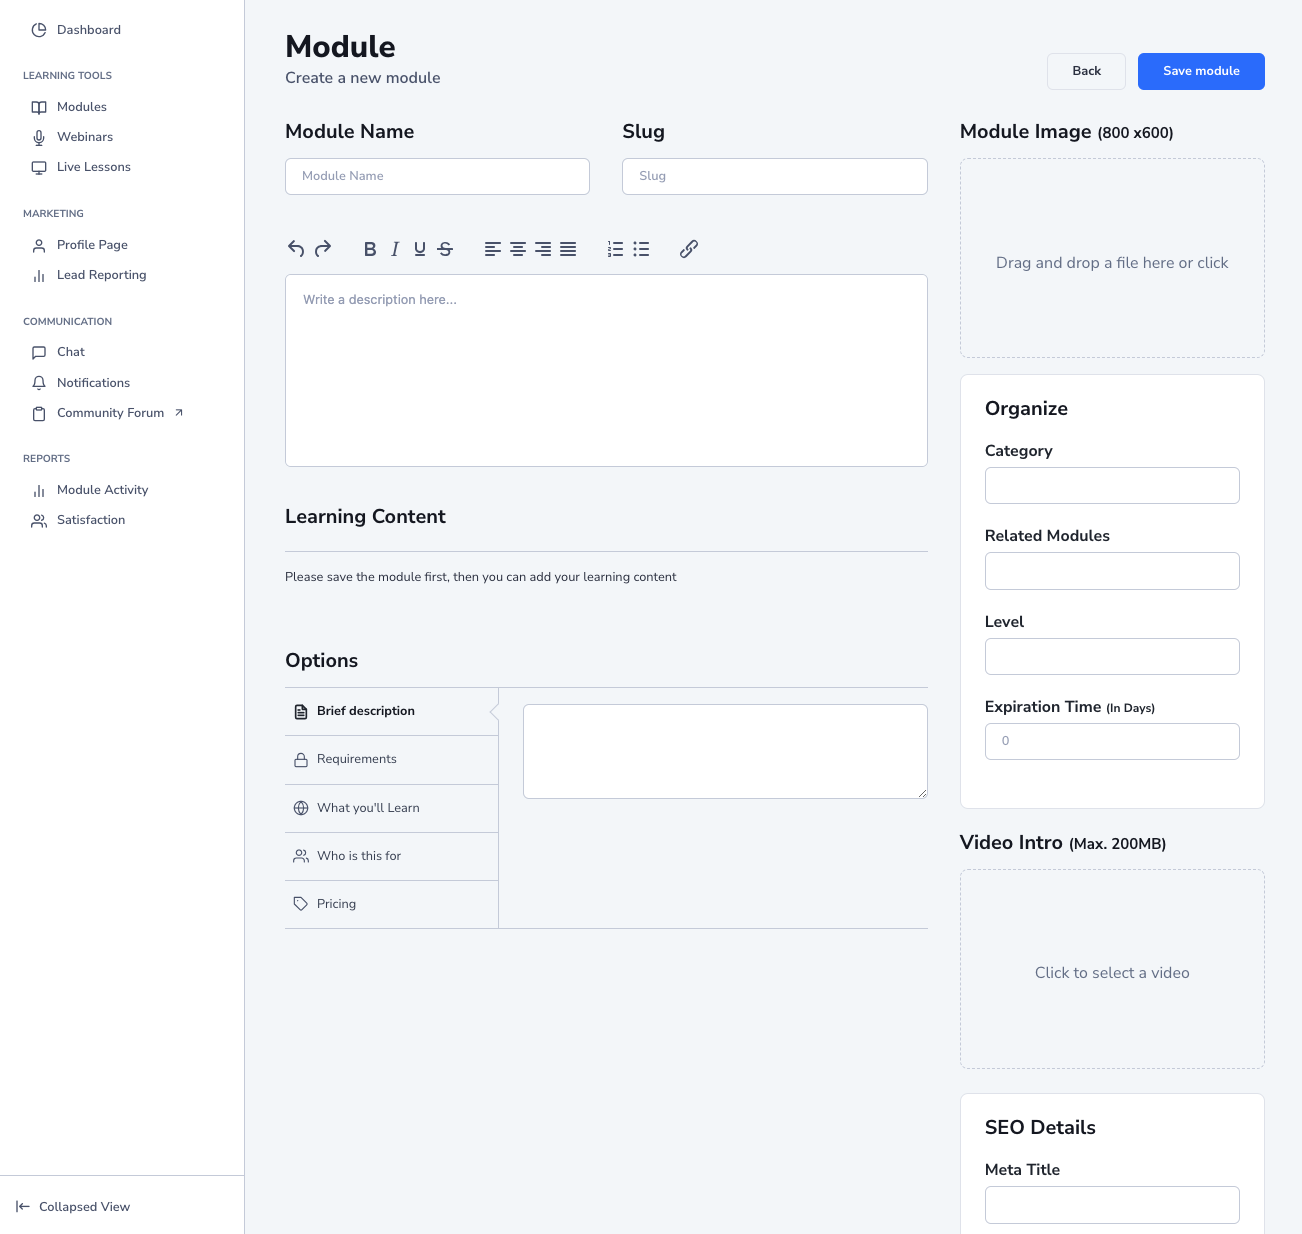 Dashboard
LEARNING TOOLS
Modules
Webinars
Live Lessons
MARKETING
Profile Page
Lead Reporting
COMMUNICATION
Chat
Notifications
Community Forum
REPORTS
Module Activity
Satisfaction
Collapsed View
Module
Create a new module
Back
Save module
Module Name
Module Name
Slug
Slug
Write a description here...
Learning Content
Please save the module first, then you can add your learning content
Options
Brief description
Requirements
What you'll Learn
Who is this for
Pricing
Module Image (800 x600)
Drag and drop a file here or click
Organize
Category
Related Modules
Level
Expiration Time (In Days)
0
Video Intro (Max. 200MB)
Click to select a video
SEO Details
Meta Title